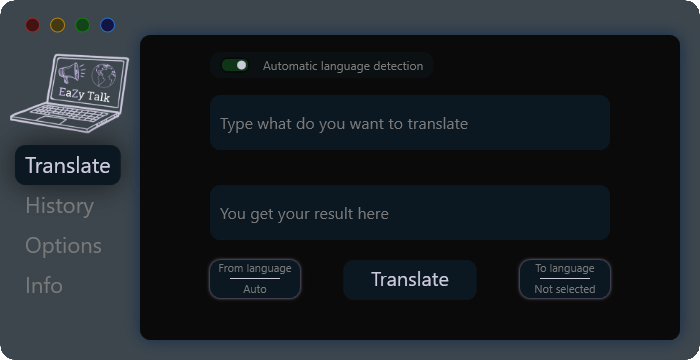 EaZy Talk
Translate
History
Options
Info
Automatic language detection
Type what do you want to translate
You get your result here
From language
Auto
Translate
To language
Not selected